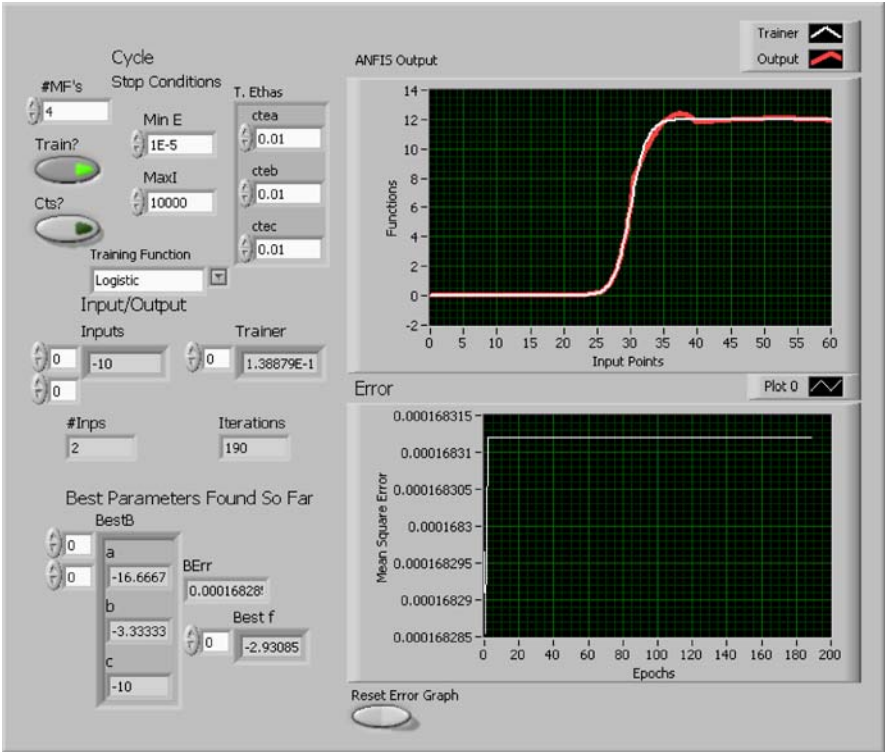 Cycle
Stop Conditions
#MF's
4
Train?
Cts?
Min E
1E-5
MaxI
10000
T. Ethas
ctea
0.01
cteb
0.01
ctec
0.01
Training Function
Logistic
Input/Output
Inputs
0
0
-10
Trainer
0
1.38879E-1
#Inps
2
Iterations
190
Best Parameters Found So Far
BestB
0
0
a
-16.6667
b
-3.33333
c
-10
BErr
Best f
0
-2.93085
ANFIS Output
Trainer
Output
Functions
14
12
10
8
6
4
2
0
-2
0 5 10 15 20 25 30 35 40 45 50 55 60
Input Points
Error
Plot 0
Mean Square Error
0.000168315
0.00016831
0.000168305
0.0001683
0.000168295
0.00016829
0.000168285
0 20 40 60 80 100 120 140 160 180 200
Epochs
Reset Error Graph